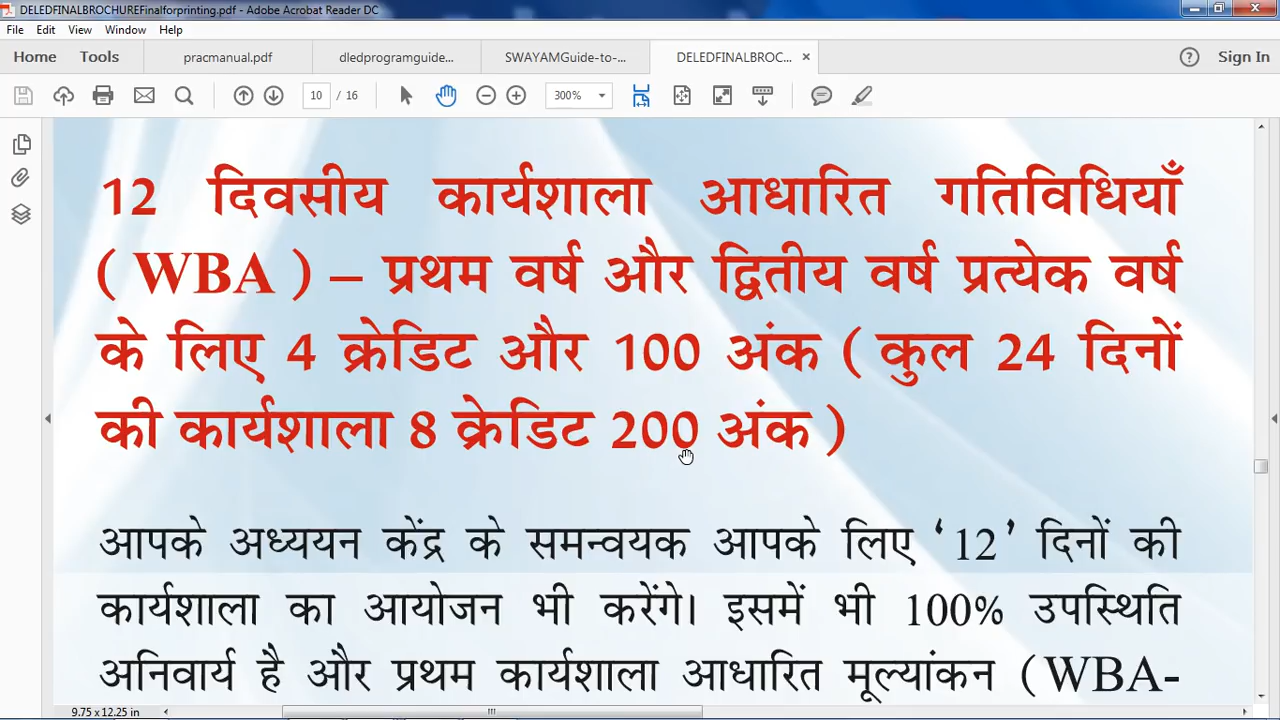 DELEDFINALBROCHUREFinalforprinting.pdf - Adobe Acrobat Reader DC
File Edit View Window Help
Home Tools pracmanual.pdf dledprogramguide... SWAYAMGuide-to-... DELEDFINALBROC... × ? Sign In
10 / 16 300%
12 दिवसीय कार्यशाला आधारित गतिविधियाँ
( WBA ) – प्रथम वर्ष और द्वितीय वर्ष प्रत्येक वर्ष
के लिए 4 क्रेडिट और 100 अंक ( कुल 24 दिनों
की कार्यशाला 8 क्रेडिट 200 अंक )
आपके अध्ययन केंद्र के समन्वयक आपके लिए ‘12’ दिनों की
कार्यशाला का आयोजन भी करेंगे। इसमें भी 100% उपस्थिति
अनिवार्य है और प्रथम कार्यशाला आधारित मूल्यांकन (WBA-
9.75 x 12.25 in